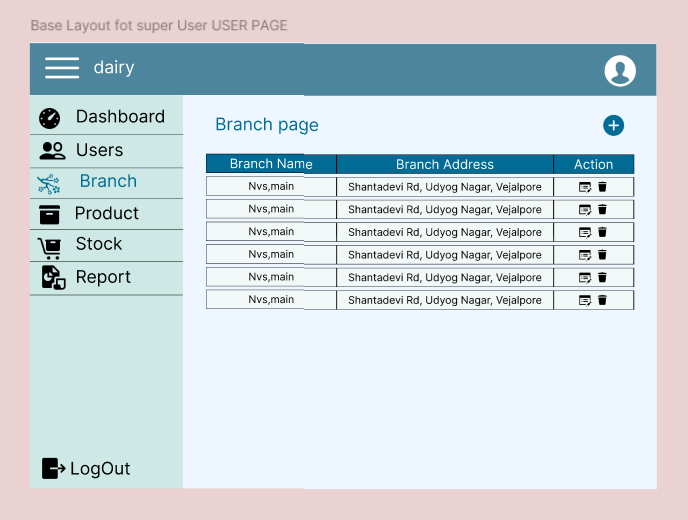 Base Layout fot super User USER PAGE
dairy
Dashboard
Users
Branch
Product
Stock
Report
LogOut
Branch page
Branch Name Branch Address Action
Nvs,main Shantadevi Rd, Udyog Nagar, Vejalpore
Nvs,main Shantadevi Rd, Udyog Nagar, Vejalpore
Nvs,main Shantadevi Rd, Udyog Nagar, Vejalpore
Nvs,main Shantadevi Rd, Udyog Nagar, Vejalpore
Nvs,main Shantadevi Rd, Udyog Nagar, Vejalpore
Nvs,main Shantadevi Rd, Udyog Nagar, Vejalpore